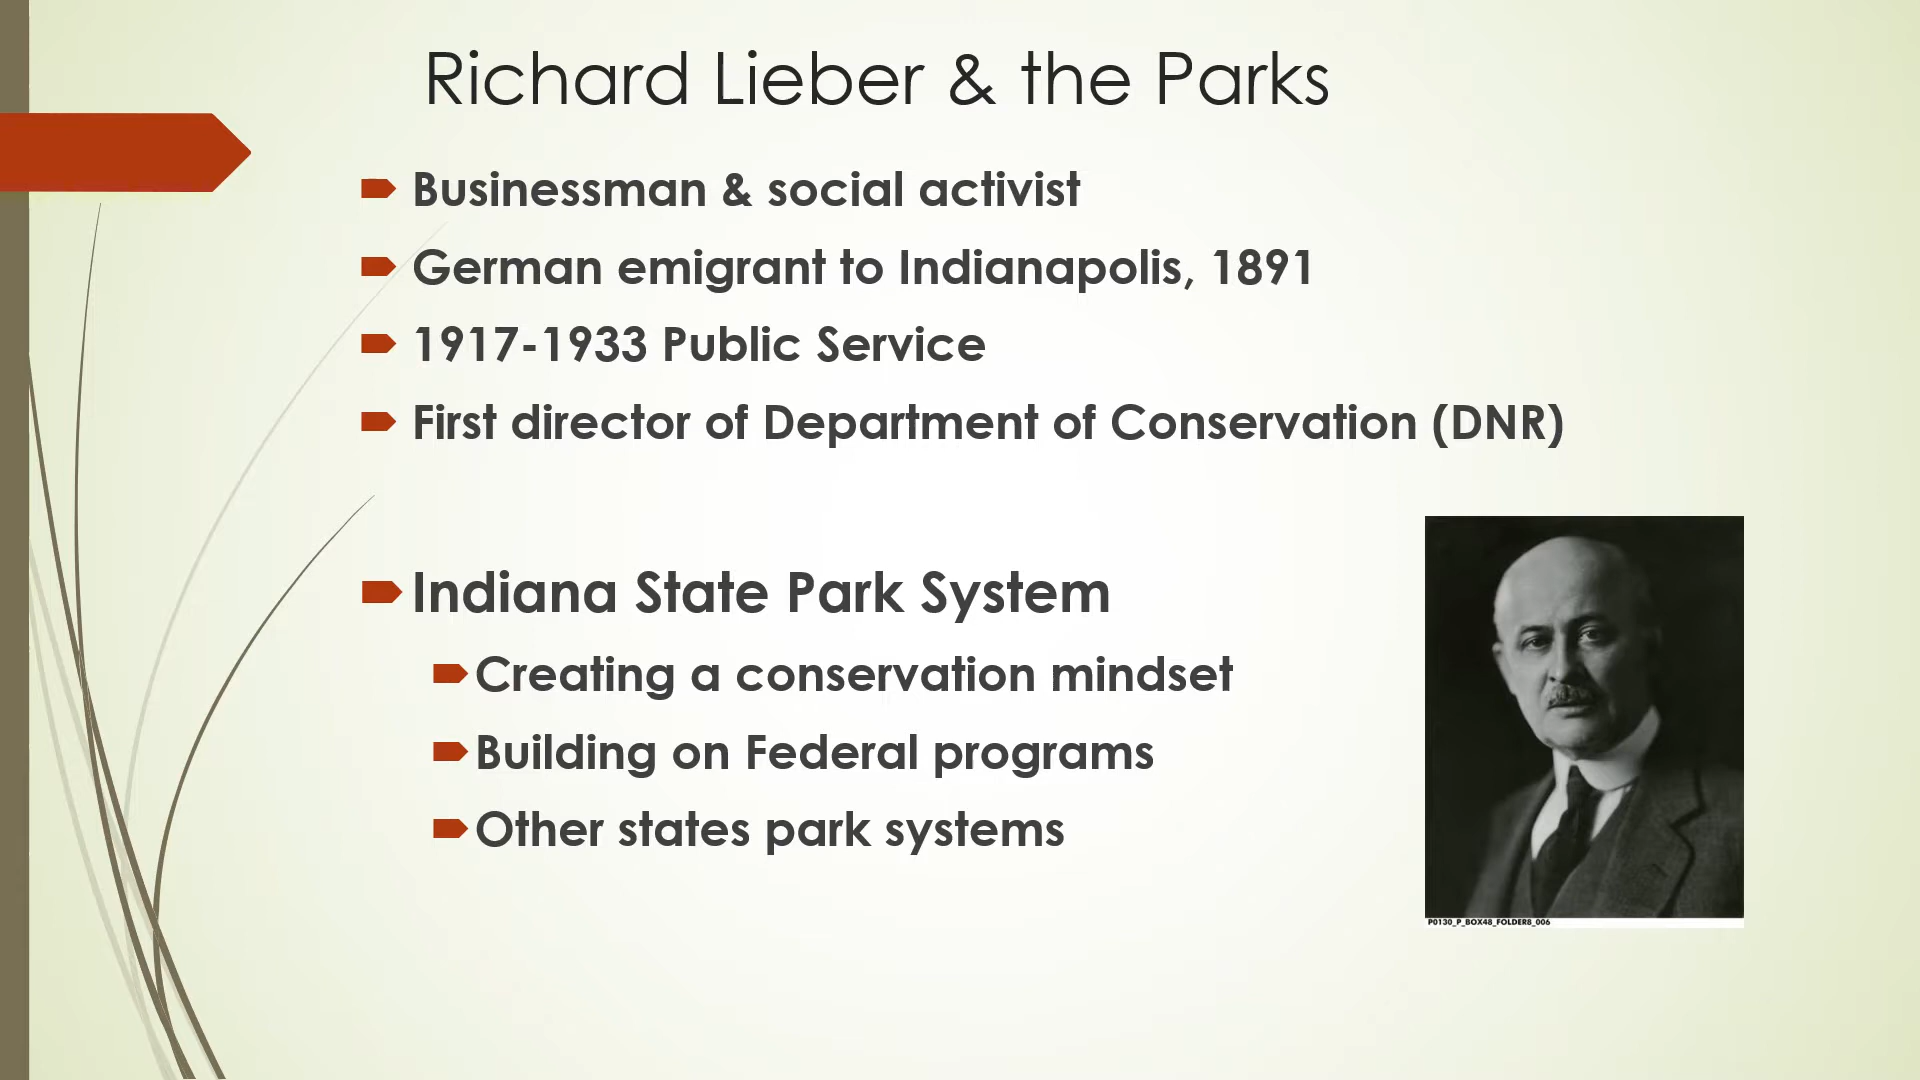 Richard Lieber & the Parks
Businessman & social activist
German emigrant to Indianapolis, 1891
1917-1933 Public Service
First director of Department of Conservation (DNR)
Indiana State Park System
Creating a conservation mindset
Building on Federal programs
Other states park systems
P0130_P_BOX48_FOLDER8_006